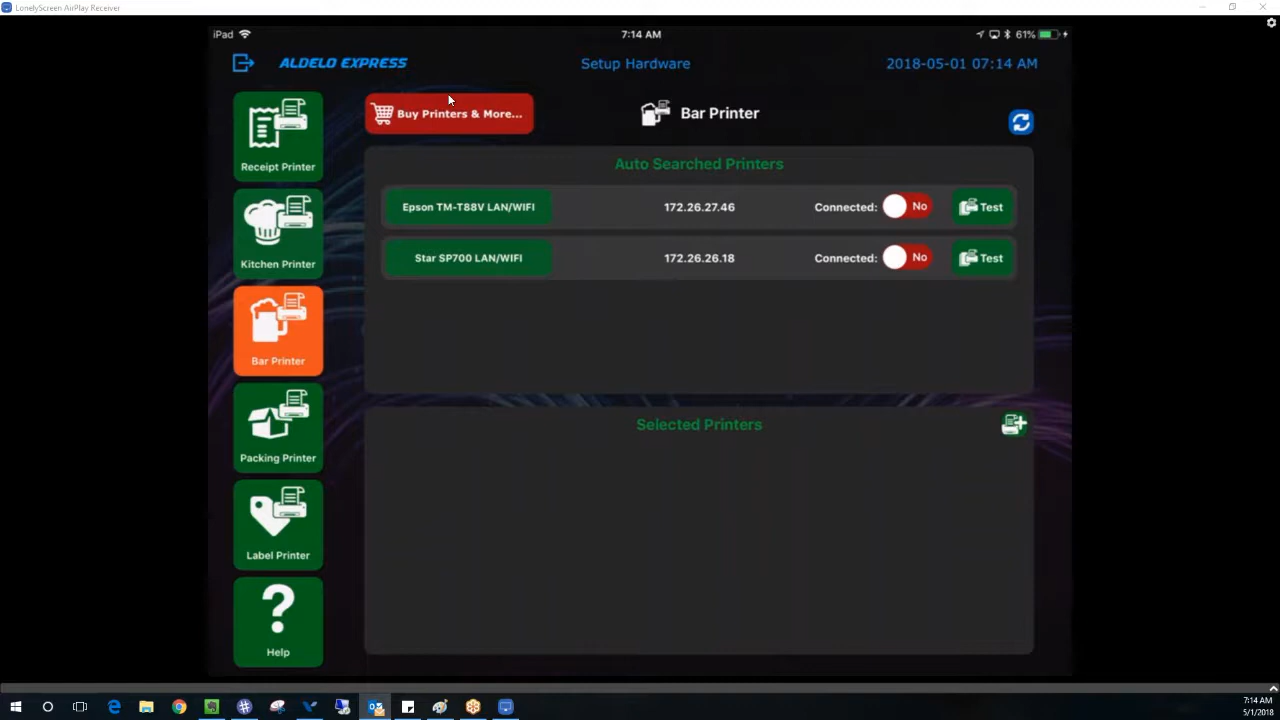 LonelyScreen AirPlay Receiver
iPad 7:14 AM 61%
ALDELO EXPRESS Setup Hardware 2018-05-01 07:14 AM
Buy Printers & More... Bar Printer
Receipt Printer
Auto Searched Printers
Epson TM-T88V LAN/WIFI 172.26.27.46 Connected: No Test
Star SP700 LAN/WIFI 172.26.26.18 Connected: No Test
Kitchen Printer
Bar Printer
Selected Printers
Packing Printer
Label Printer
?
Help
7:14 AM
5/1/2018